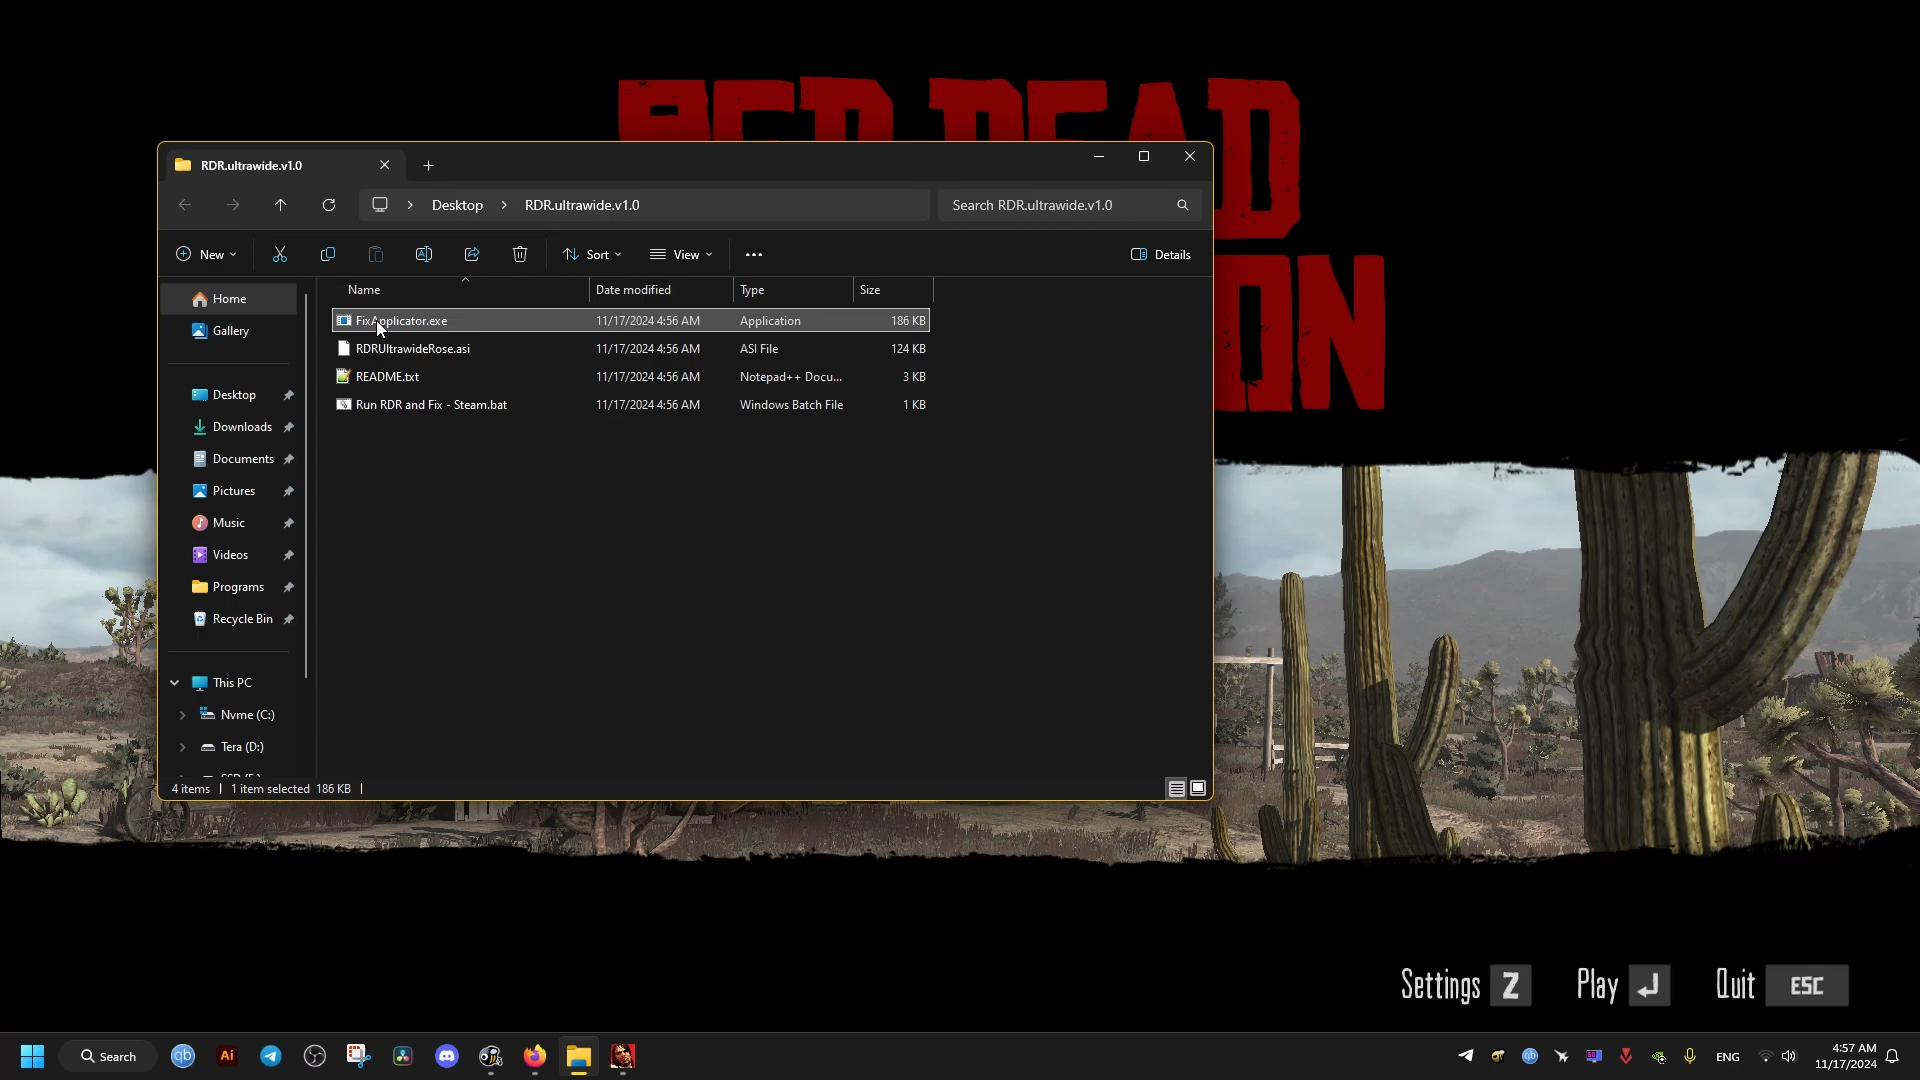 RED DEAD
RDR.ultrawide.v1.0
Desktop
RDR.ultrawide.v1.0
Search RDR.ultrawide.v1.0
New
Sort
View
Details
Name
Date modified
Type
Size
Home
Gallery
Desktop
Downloads
Documents
Pictures
Music
Videos
Programs
Recycle Bin
This PC
Nvme (C:)
Tera (D:)
FixApplicator.exe 11/17/2024 4:56 AM Application 186 KB
RDRUltrawideRose.asi 11/17/2024 4:56 AM ASI File 124 KB
README.txt 11/17/2024 4:56 AM Notepad++ Docu... 3 KB
Run RDR and Fix - Steam.bat 11/17/2024 4:56 AM Windows Batch File 1 KB
4 items
1 item selected 186 KB
Settings Z Play Quit ESC
Search
qb
Ai
ENG
4:57 AM
11/17/2024